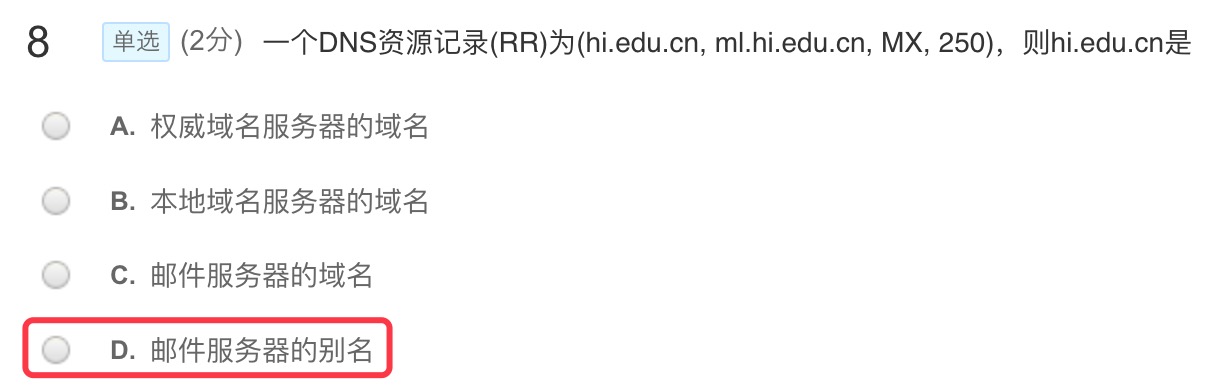 8 单选 (2分) 一个DNS资源记录(RR)为(hi.edu.cn, ml.hi.edu.cn, MX, 250)，则hi.edu.cn是
A. 权威域名服务器的域名
B. 本地域名服务器的域名
C. 邮件服务器的域名
D. 邮件服务器的别名